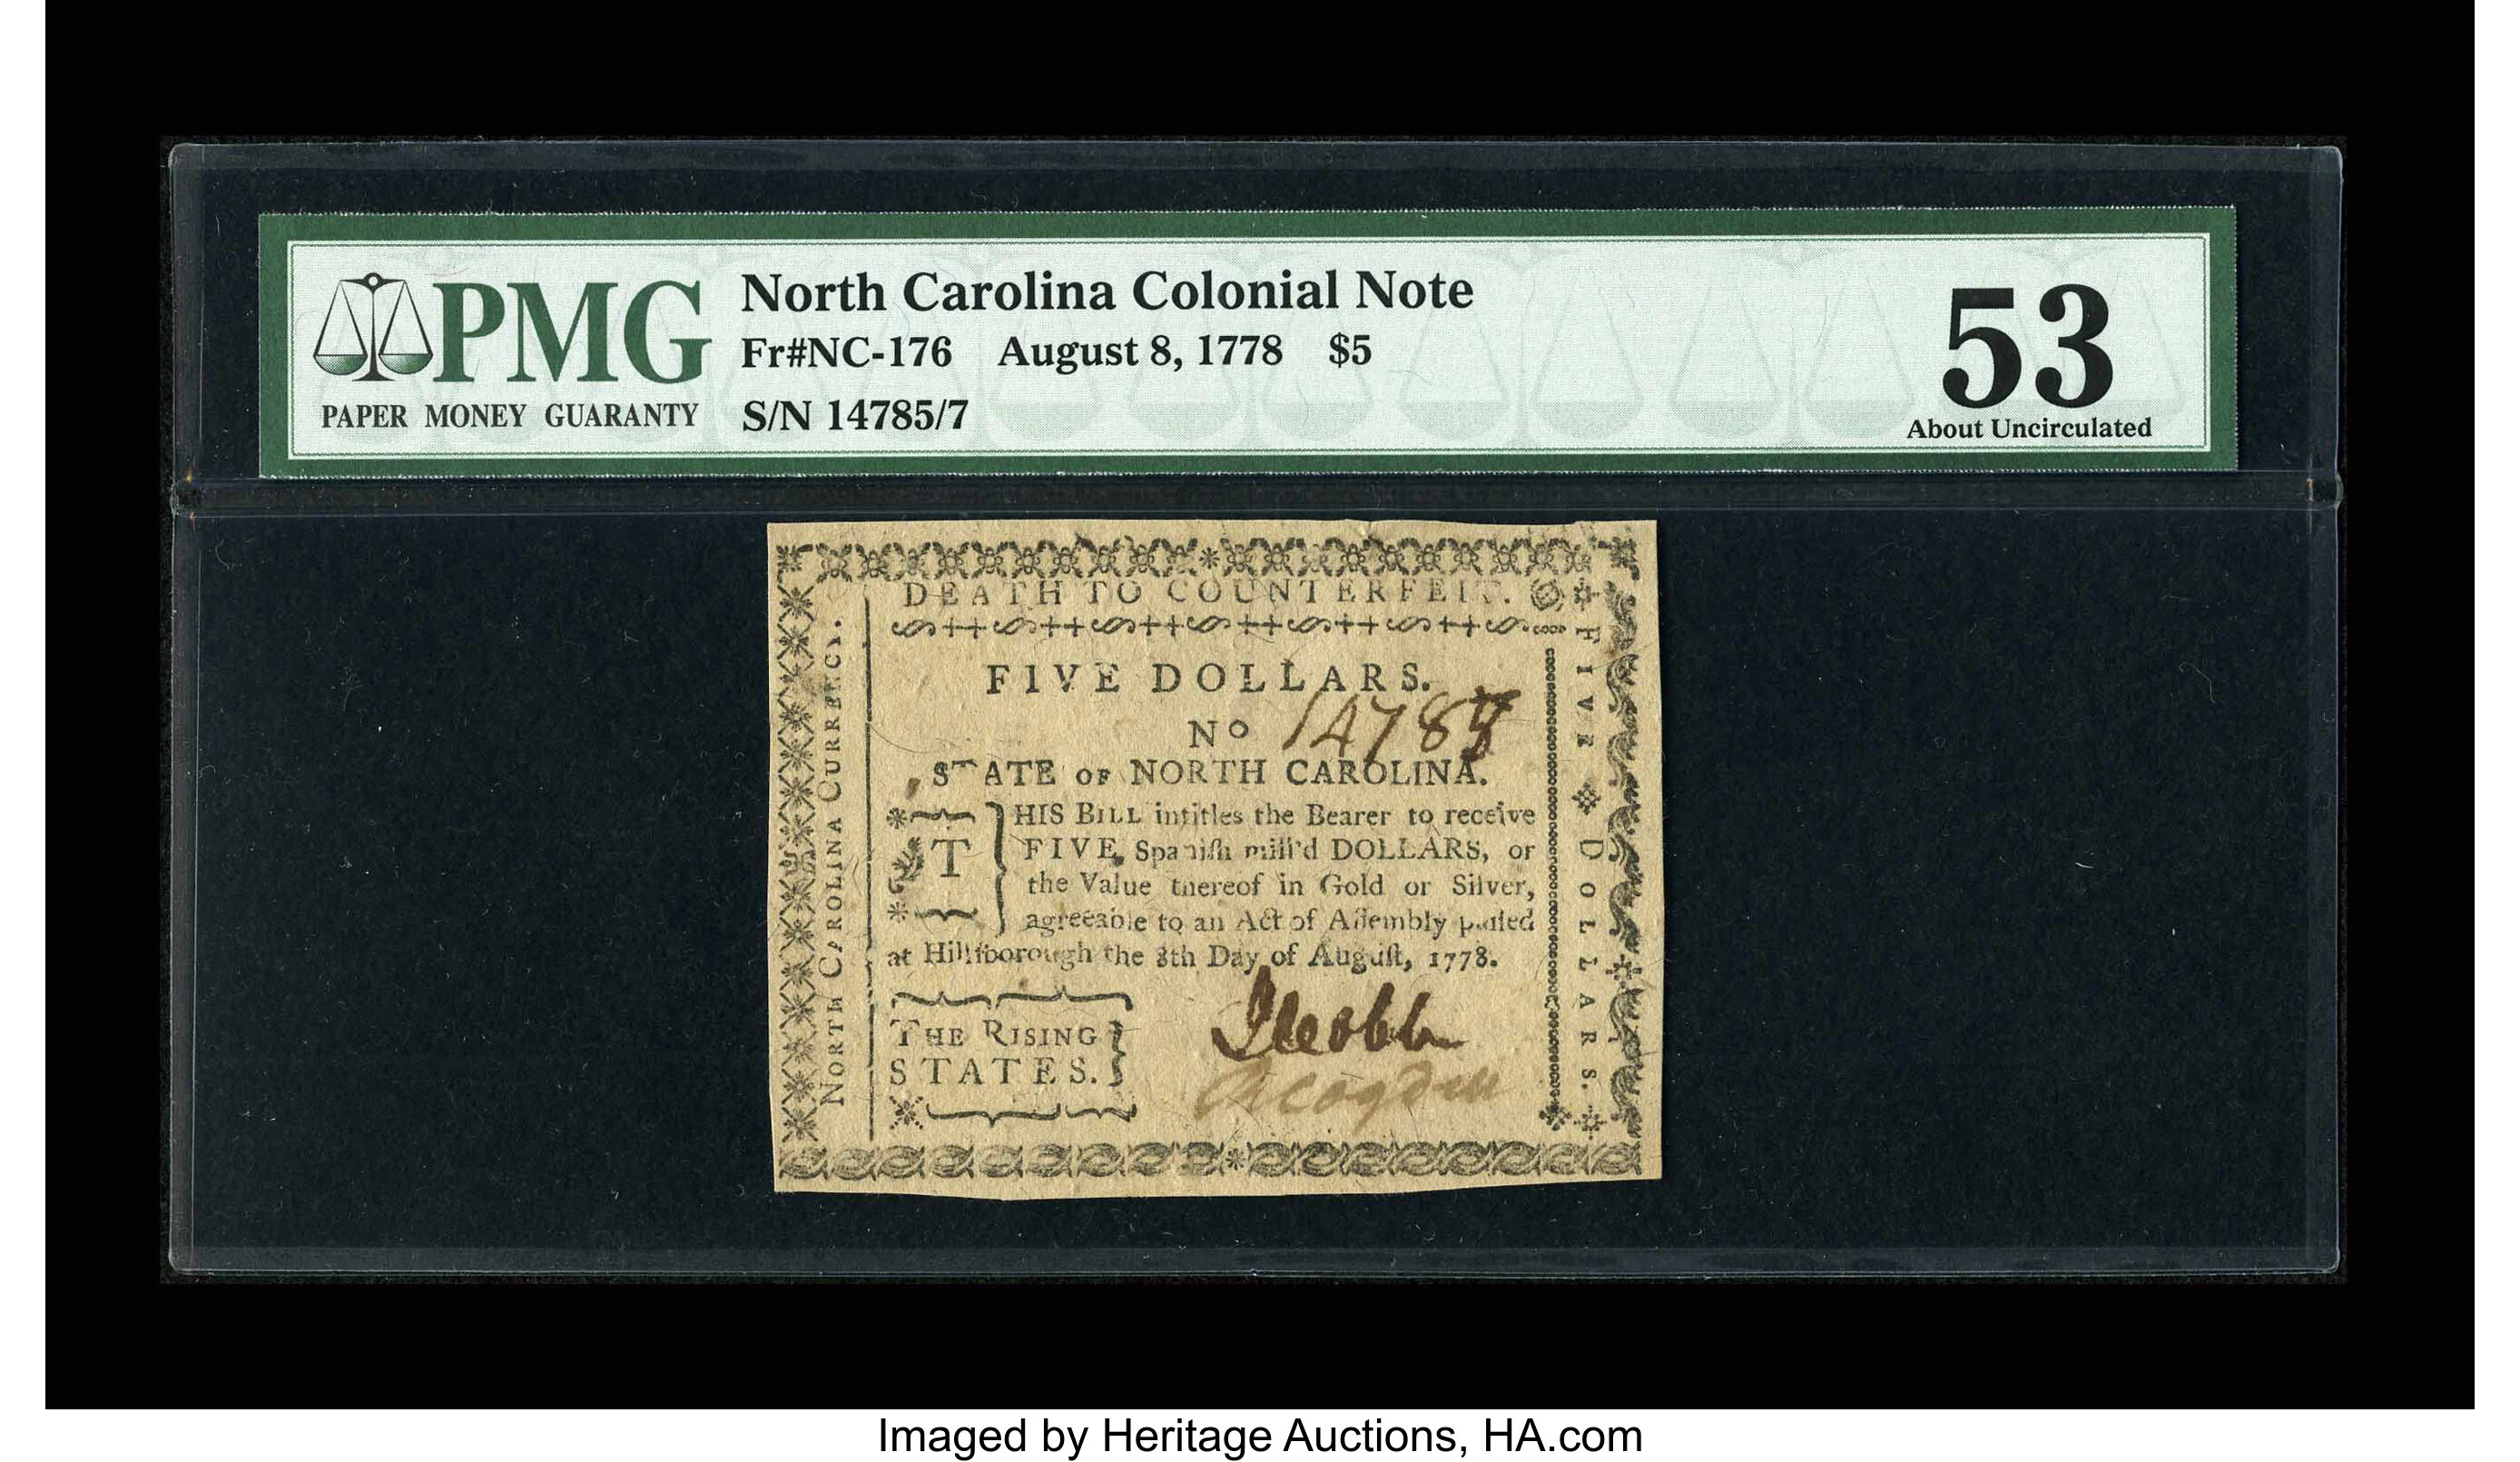 PMG
PAPER MONEY GUARANTY
North Carolina Colonial Note
Fr#NC-176 August 8, 1778 $5
S/N 14785/7
53
About Uncirculated
DEATH TO COUNTERFEIT.
FIVE DOLLARS.
No 1478
STATE OF NORTH CAROLINA.
THIS BILL intitles the Bearer to receive
FIVE Spaniſh mill'd DOLLARS, or
the Value thereof in Gold or Silver,
agreeable to an Act of Aſſembly paſſed
at Hillſborough the 8th Day of Auguſt, 1778.
THE RISING
STATES.
NORTH CAROLINA CURRENCY.
FIVE DOLLARS.
Imaged by Heritage Auctions, HA.com